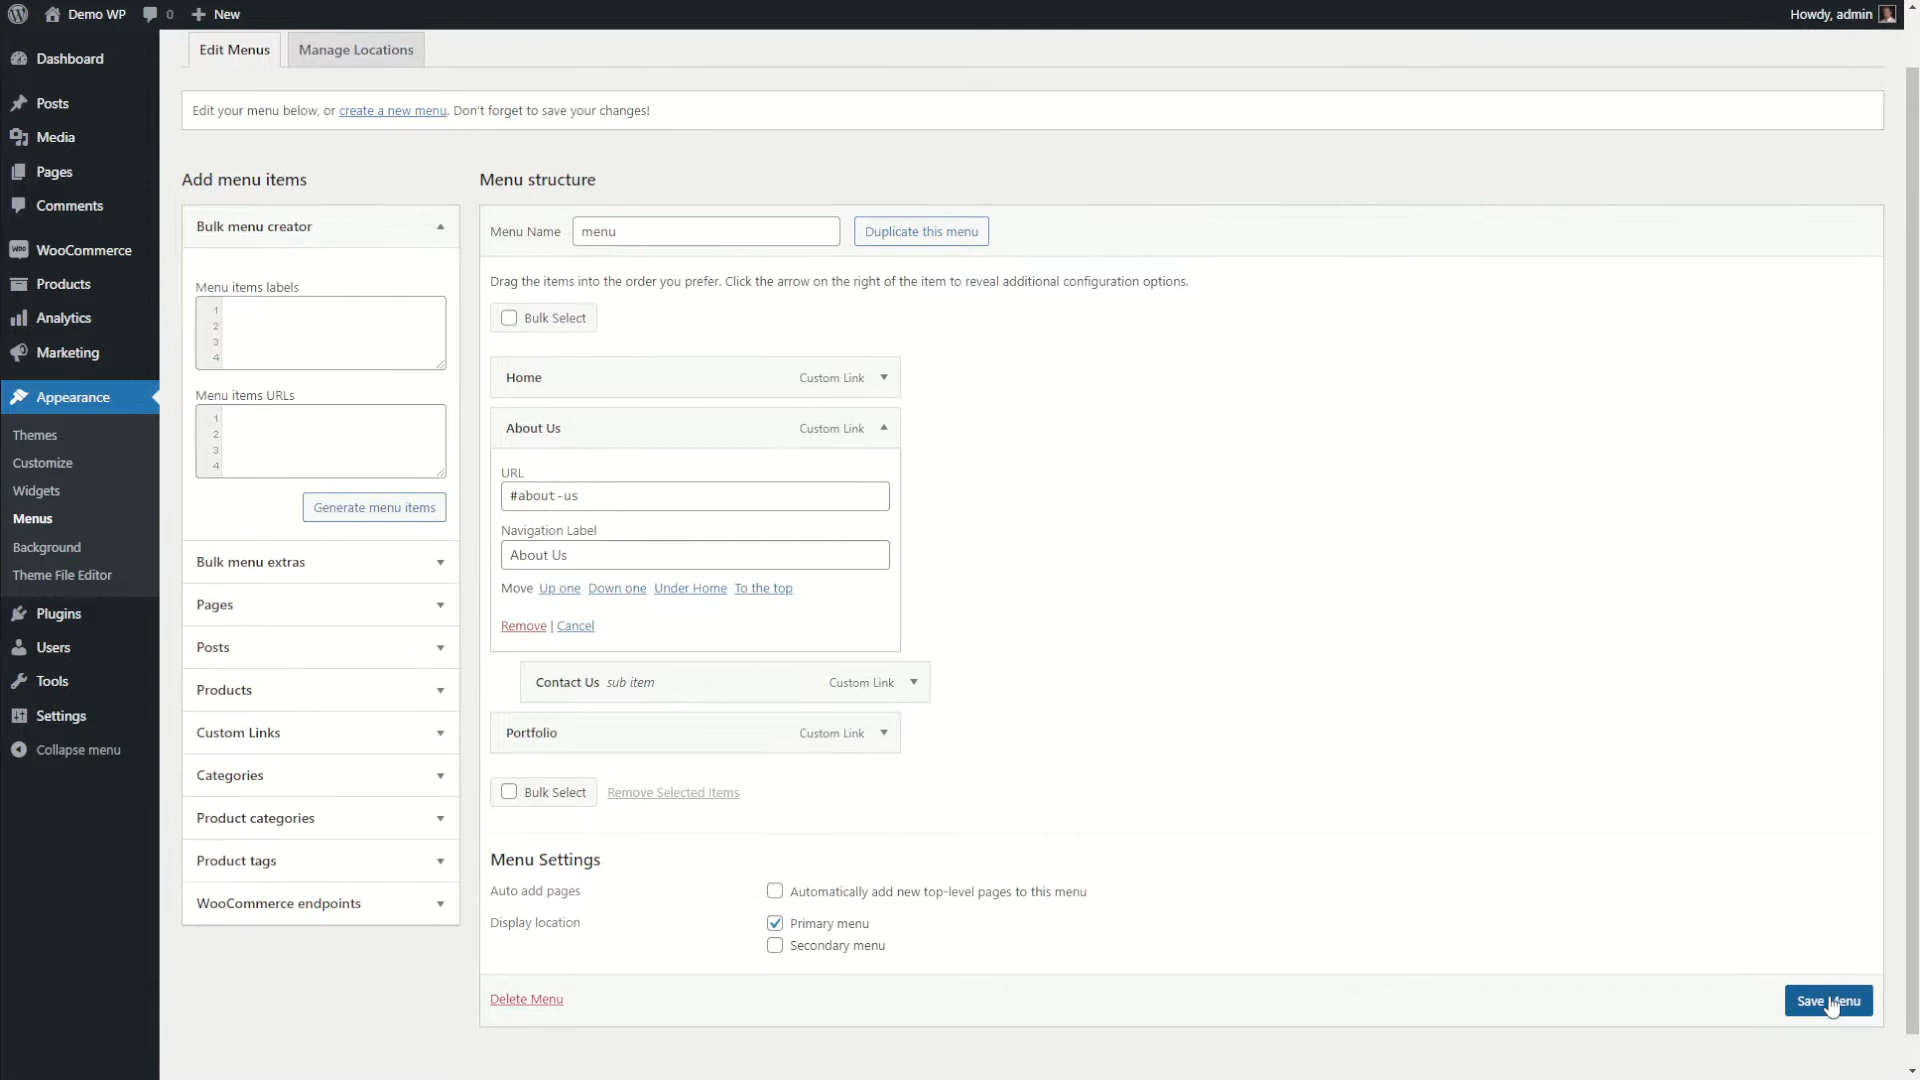 Demo WP 0 New Howdy, admin
Dashboard
Posts
Media
Pages
Comments
WooCommerce
Products
Analytics
Marketing
Appearance
Themes
Customize
Widgets
Menus
Background
Theme File Editor
Plugins
Users
Tools
Settings
Collapse menu
Edit Menus Manage Locations
Edit your menu below, or create a new menu. Don't forget to save your changes!
Add menu items
Bulk menu creator
Menu items labels
1
2
3
4
Menu items URLs
1
2
3
4
Generate menu items
Bulk menu extras
Pages
Posts
Products
Custom Links
Categories
Product categories
Product tags
WooCommerce endpoints
Menu structure
Menu Name menu Duplicate this menu
Drag the items into the order you prefer. Click the arrow on the right of the item to reveal additional configuration options.
Bulk Select
Home Custom Link
About Us Custom Link
URL
#about-us
Navigation Label
About Us
Move Up one Down one Under Home To the top
Remove | Cancel
Contact Us sub item Custom Link
Portfolio Custom Link
Bulk Select Remove Selected Items
Menu Settings
Auto add pages Automatically add new top-level pages to this menu
Display location Primary menu
Secondary menu
Delete Menu Save Menu